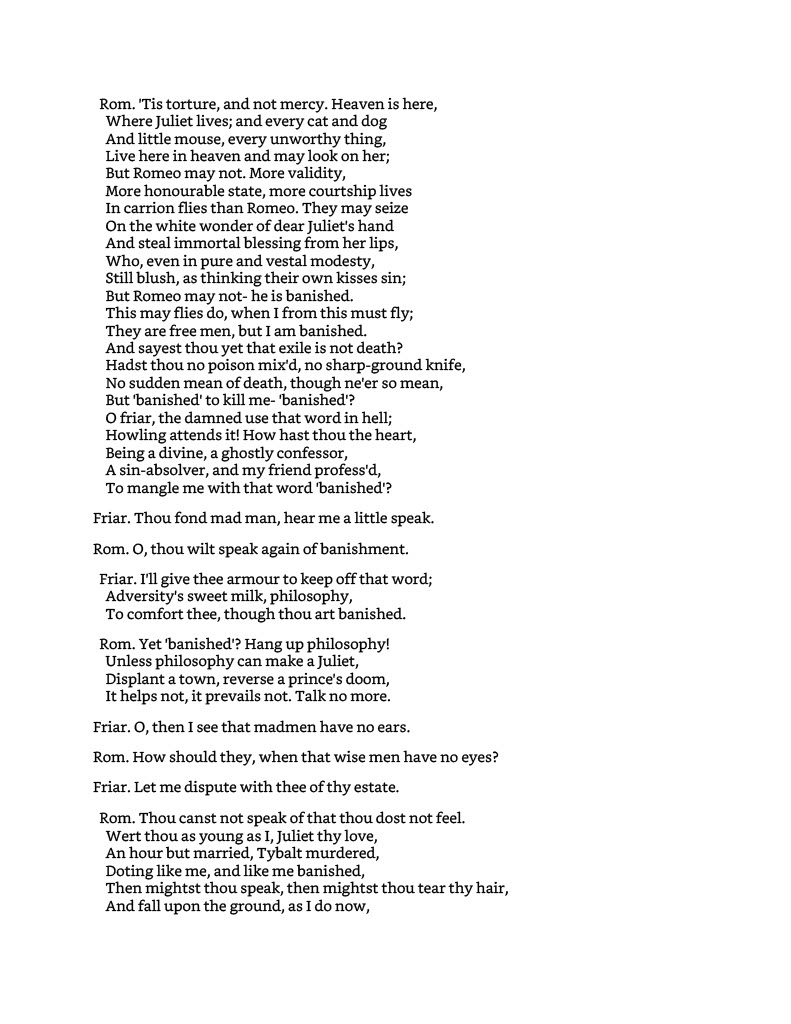 Rom. 'Tis torture, and not mercy. Heaven is here,
Where Juliet lives; and every cat and dog
And little mouse, every unworthy thing,
Live here in heaven and may look on her;
But Romeo may not. More validity,
More honourable state, more courtship lives
In carrion flies than Romeo. They may seize
On the white wonder of dear Juliet's hand
And steal immortal blessing from her lips,
Who, even in pure and vestal modesty,
Still blush, as thinking their own kisses sin;
But Romeo may not- he is banished.
This may flies do, when I from this must fly;
They are free men, but I am banished.
And sayest thou yet that exile is not death?
Hadst thou no poison mix'd, no sharp-ground knife,
No sudden mean of death, though ne'er so mean,
But 'banished' to kill me- 'banished'?
O friar, the damned use that word in hell;
Howling attends it! How hast thou the heart,
Being a divine, a ghostly confessor,
A sin-absolver, and my friend profess'd,
To mangle me with that word 'banished'?
Friar. Thou fond mad man, hear me a little speak.
Rom. O, thou wilt speak again of banishment.
Friar. I'll give thee armour to keep off that word;
Adversity's sweet milk, philosophy,
To comfort thee, though thou art banished.
Rom. Yet 'banished'? Hang up philosophy!
Unless philosophy can make a Juliet,
Displant a town, reverse a prince's doom,
It helps not, it prevails not. Talk no more.
Friar. O, then I see that madmen have no ears.
Rom. How should they, when that wise men have no eyes?
Friar. Let me dispute with thee of thy estate.
Rom. Thou canst not speak of that thou dost not feel.
Wert thou as young as I, Juliet thy love,
An hour but married, Tybalt murdered,
Doting like me, and like me banished,
Then mightst thou speak, then mightst thou tear thy hair,
And fall upon the ground, as I do now,